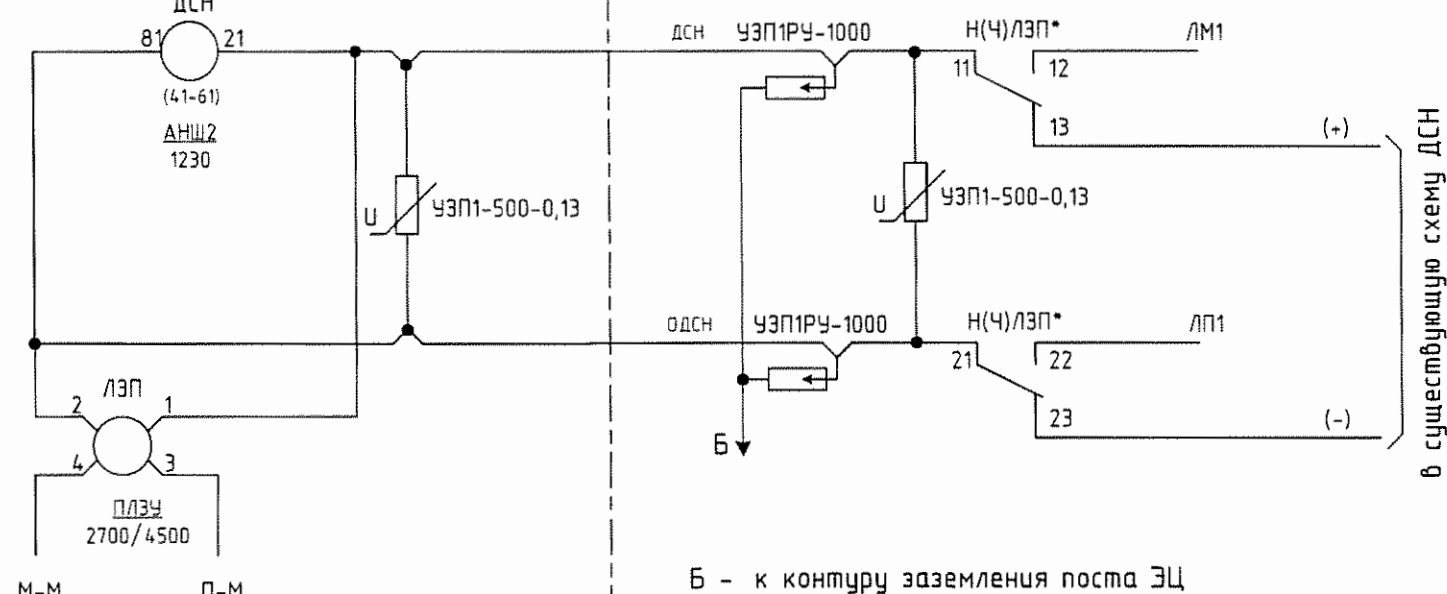 ДСН
81
21
(41-61)
АНШ2
1230
U
УЗП1-500-0,13
ДСН
УЗП1РУ-1000
Н(Ч)ЛЗП*
ЛМ1
11
12
13
(+)
U
УЗП1-500-0,13
ОДСН
УЗП1РУ-1000
Н(Ч)ЛЗП*
ЛП1
21
22
23
(-)
в существующую схему ДСН
ЛЭП
2
1
4
3
ПЛЗУ
2700/4500
М-М
П-М
Б
Б - к контуру заземления поста ЭЦ